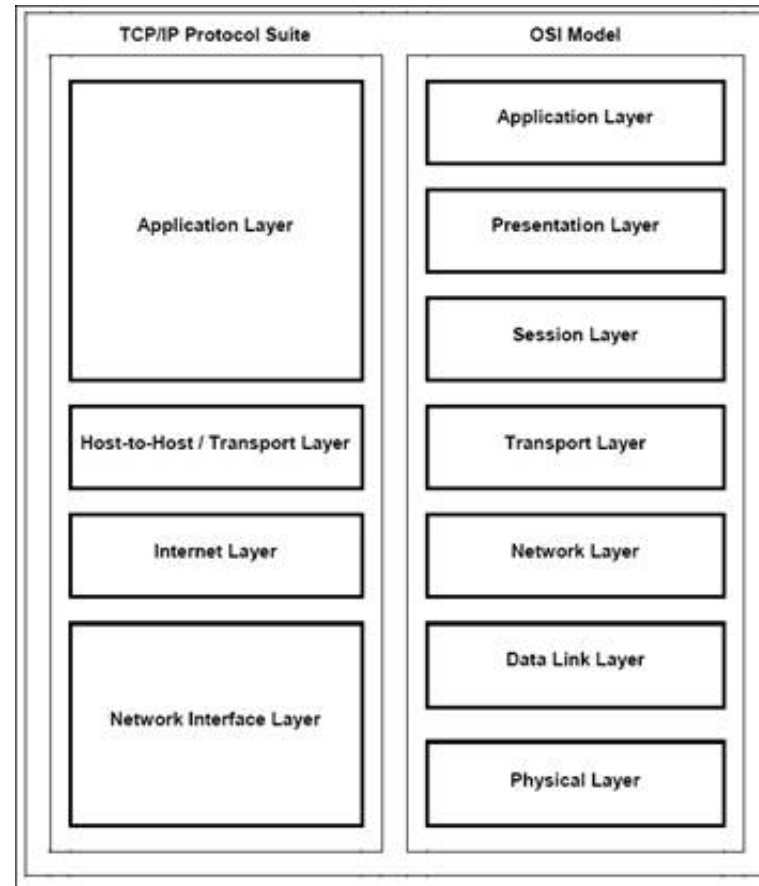 TCP/IP Protocol Suite
Application Layer
Host-to-Host / Transport Layer
Internet Layer
Network Interface Layer
OSI Model
Application Layer
Presentation Layer
Session Layer
Transport Layer
Network Layer
Data Link Layer
Physical Layer